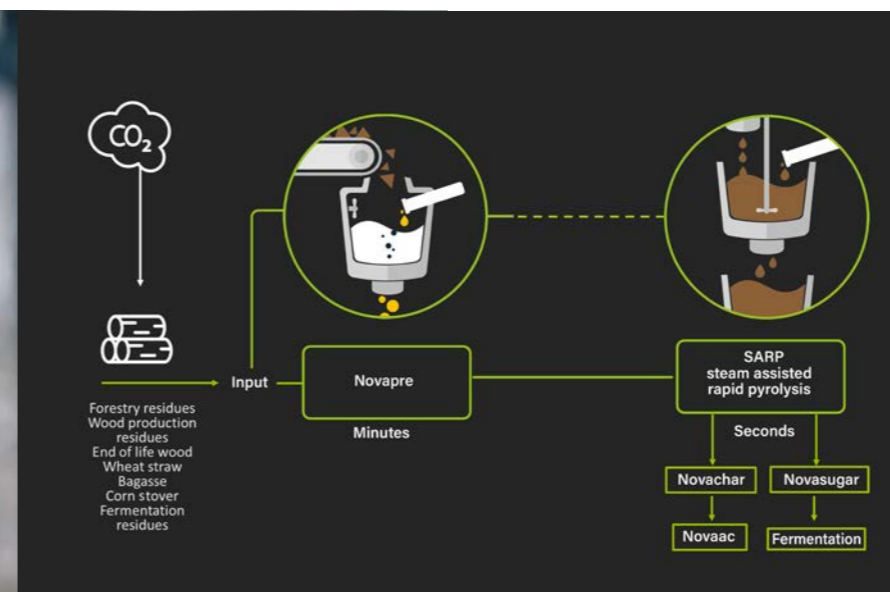 CO₂
Input
Forestry residues
Wood production
residues
End of life wood
Wheat straw
Bagasse
Corn stover
Fermentation
residues
Novapre
Minutes
SARP
steam assisted
rapid pyrolysis
Seconds
Novachar
Novasugar
Novaac
Fermentation